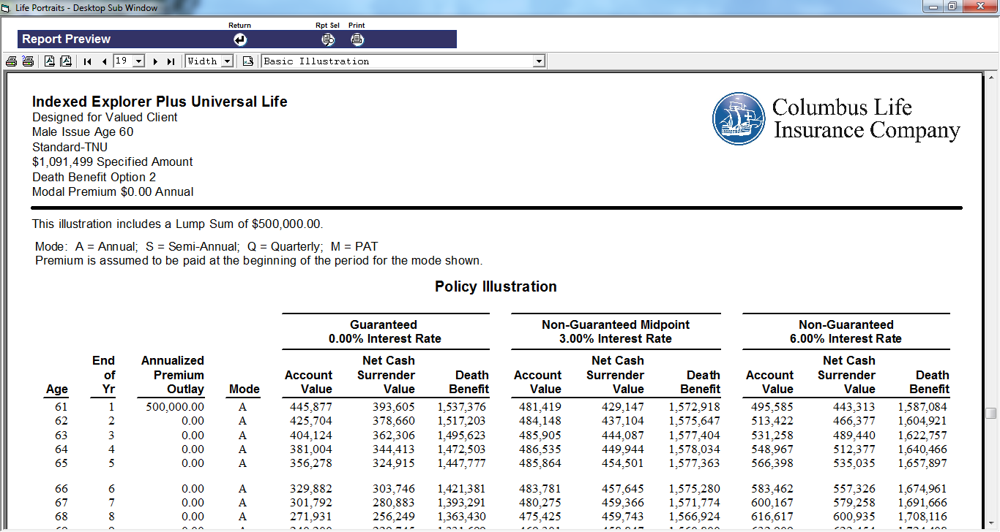 Life Portraits - Desktop Sub Window
Return Rpt Sel Print
Report Preview
19 Width Basic Illustration
Indexed Explorer Plus Universal Life
Designed for Valued Client
Male Issue Age 60
Standard-TNU
$1,091,499 Specified Amount
Death Benefit Option 2
Modal Premium $0.00 Annual
Columbus Life
Insurance Company
This illustration includes a Lump Sum of $500,000.00.
Mode: A = Annual; S = Semi-Annual; Q = Quarterly; M = PAT
Premium is assumed to be paid at the beginning of the period for the mode shown.
Policy Illustration
Guaranteed Non-Guaranteed Midpoint Non-Guaranteed
0.00% Interest Rate 3.00% Interest Rate 6.00% Interest Rate
End Annualized Net Cash Net Cash Net Cash
of Premium Account Surrender Death Account Surrender Death Account Surrender Death
Age Yr Outlay Mode Value Value Benefit Value Value Benefit Value Value Benefit
61 1 500,000.00 A 445,877 393,605 1,537,376 481,419 429,147 1,572,918 495,585 443,313 1,587,084
62 2 0.00 A 425,704 378,660 1,517,203 484,148 437,104 1,575,647 513,422 466,377 1,604,921
63 3 0.00 A 404,124 362,306 1,495,623 485,905 444,087 1,577,404 531,258 489,440 1,622,757
64 4 0.00 A 381,004 344,413 1,472,503 486,535 449,944 1,578,034 548,967 512,377 1,640,466
65 5 0.00 A 356,278 324,915 1,447,777 485,864 454,501 1,577,363 566,398 535,035 1,657,897
66 6 0.00 A 329,882 303,746 1,421,381 483,781 457,645 1,575,280 583,462 557,326 1,674,961
67 7 0.00 A 301,792 280,883 1,393,291 480,275 459,366 1,571,774 600,167 579,258 1,691,666
68 8 0.00 A 271,931 256,249 1,363,430 475,425 459,743 1,566,924 616,617 600,935 1,708,116